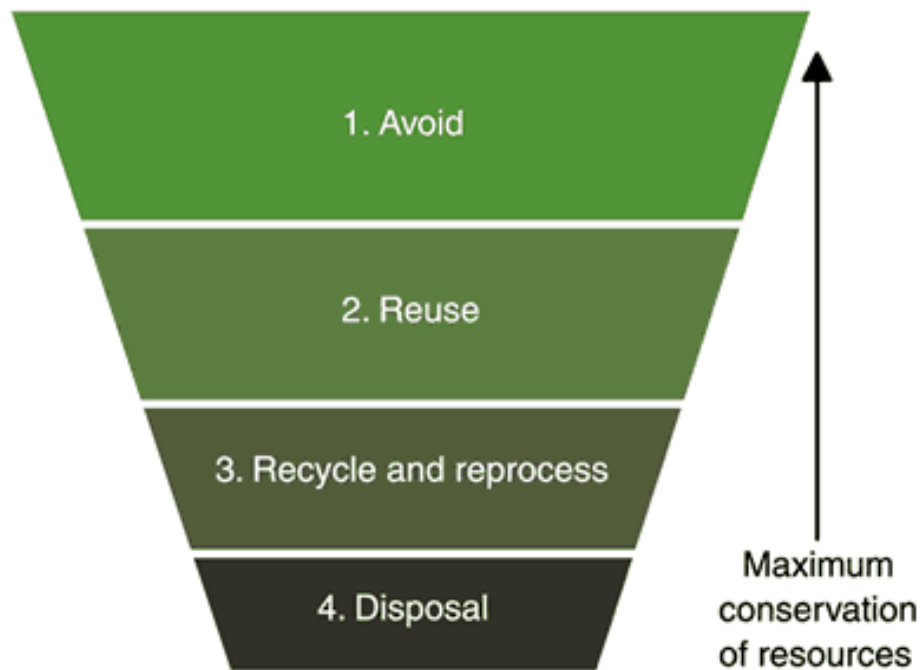 1. Avoid
2. Reuse
3. Recycle and reprocess
4. Disposal
Maximum
conservation
of resources